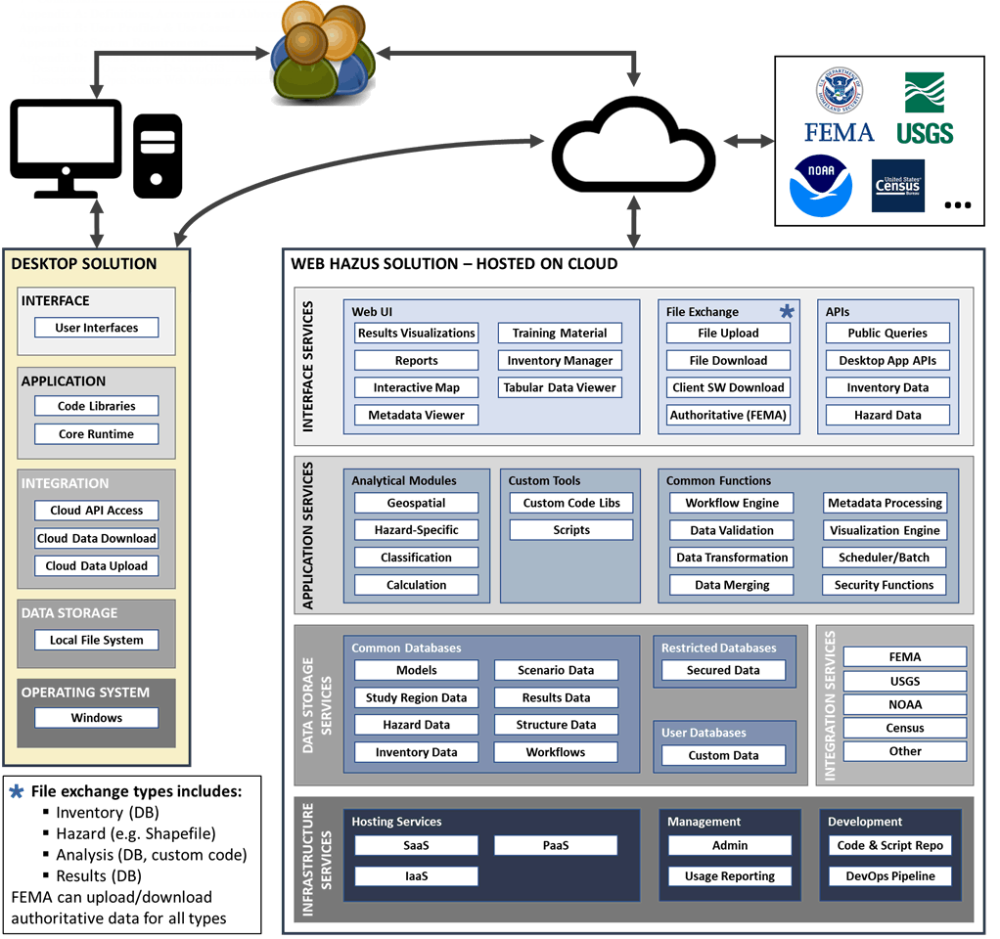 U.S. DEPARTMENT OF HOMELAND SECURITY
FEMA
USGS
NOAA
United States
Census
Bureau
...
DESKTOP SOLUTION
INTERFACE
User Interfaces
APPLICATION
Code Libraries
Core Runtime
INTEGRATION
Cloud API Access
Cloud Data Download
Cloud Data Upload
DATA STORAGE
Local File System
OPERATING SYSTEM
Windows
* File exchange types includes:
▪ Inventory (DB)
▪ Hazard (e.g. Shapefile)
▪ Analysis (DB, custom code)
▪ Results (DB)
FEMA can upload/download
authoritative data for all types
WEB HAZUS SOLUTION – HOSTED ON CLOUD
INTERFACE SERVICES
Web UI
Results Visualizations
Reports
Interactive Map
Metadata Viewer
Training Material
Inventory Manager
Tabular Data Viewer
File Exchange *
File Upload
File Download
Client SW Download
Authoritative (FEMA)
APIs
Public Queries
Desktop App APIs
Inventory Data
Hazard Data
APPLICATION SERVICES
Analytical Modules
Geospatial
Hazard-Specific
Classification
Calculation
Custom Tools
Custom Code Libs
Scripts
Common Functions
Workflow Engine
Data Validation
Data Transformation
Data Merging
Metadata Processing
Visualization Engine
Scheduler/Batch
Security Functions
DATA STORAGE
SERVICES
Common Databases
Models
Study Region Data
Hazard Data
Inventory Data
Scenario Data
Results Data
Structure Data
Workflows
Restricted Databases
Secured Data
User Databases
Custom Data
INTEGRATION SERVICES
FEMA
USGS
NOAA
Census
Other
INFRASTRUCTURE
SERVICES
Hosting Services
SaaS
IaaS
PaaS
Management
Admin
Usage Reporting
Development
Code & Script Repo
DevOps Pipeline